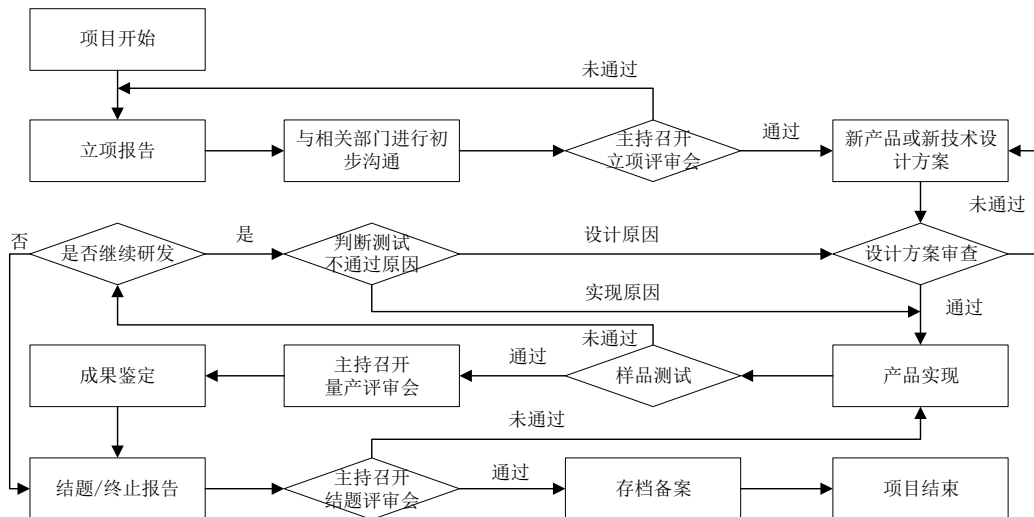 项目开始
未通过
立项报告
与相关部门进行初
步沟通
主持召开
立项评审会
通过
新产品或新技术设
计方案
未通过
否
是否继续研发
是
判断测试
不通过原因
设计原因
设计方案审查
实现原因
通过
未通过
成果鉴定
主持召开
量产评审会
通过
样品测试
产品实现
未通过
结题/终止报告
主持召开
结题评审会
通过
存档备案
项目结束